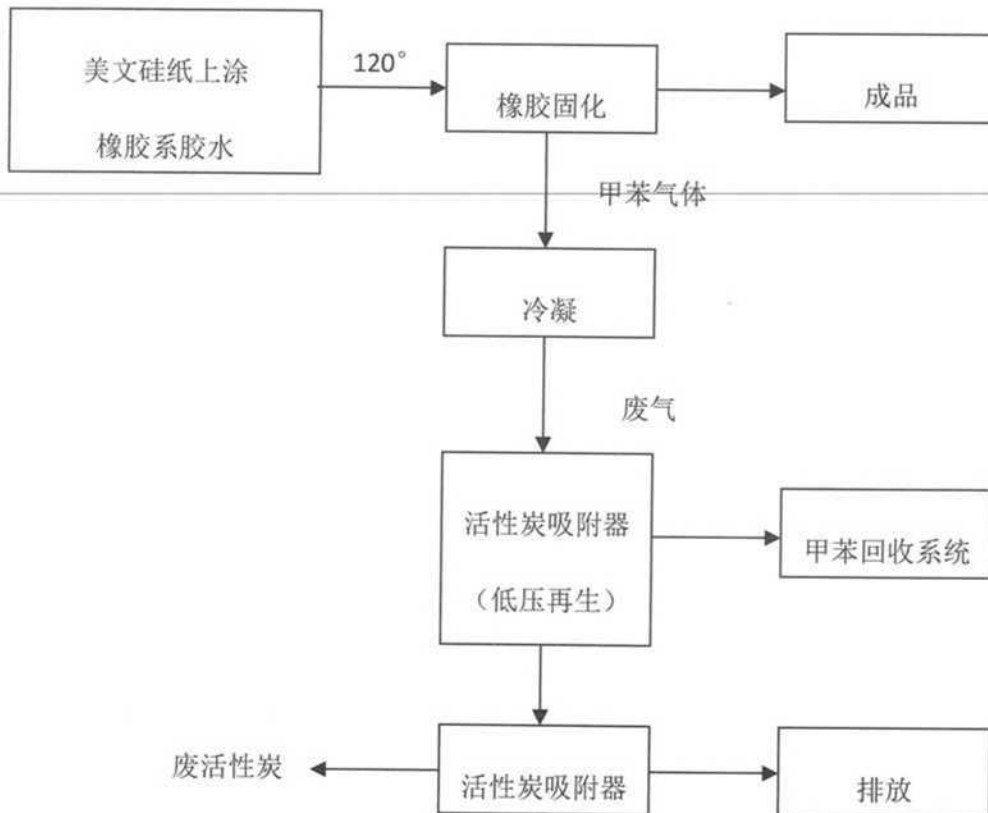 美文硅纸上涂
橡胶系胶水
120°
橡胶固化
成品
甲苯气体
冷凝
废气
活性炭吸附器
（低压再生）
甲苯回收系统
废活性炭
活性炭吸附器
排放